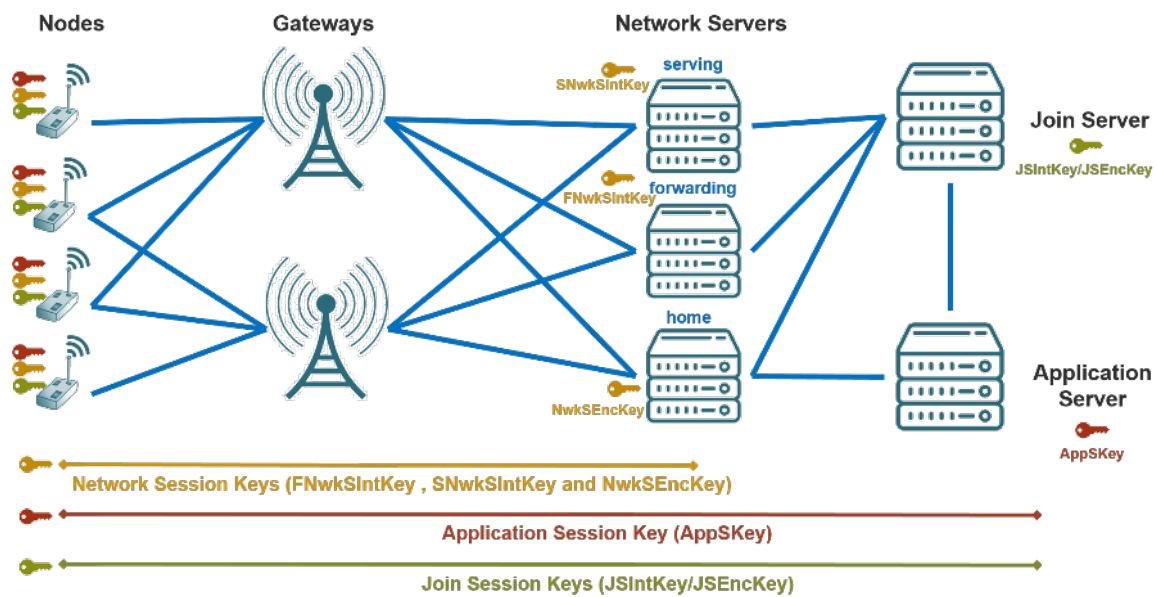 Nodes
Gateways
Network Servers
serving
SNwkSIntKey
Join Server
JSIntKey/JSEncKey
forwarding
FNwkSIntKey
home
NwkSEncKey
Application
Server
AppSKey
Network Session Keys (FNwkSIntKey , SNwkSIntKey and NwkSEncKey)
Application Session Key (AppSKey)
Join Session Keys (JSIntKey/JSEncKey)